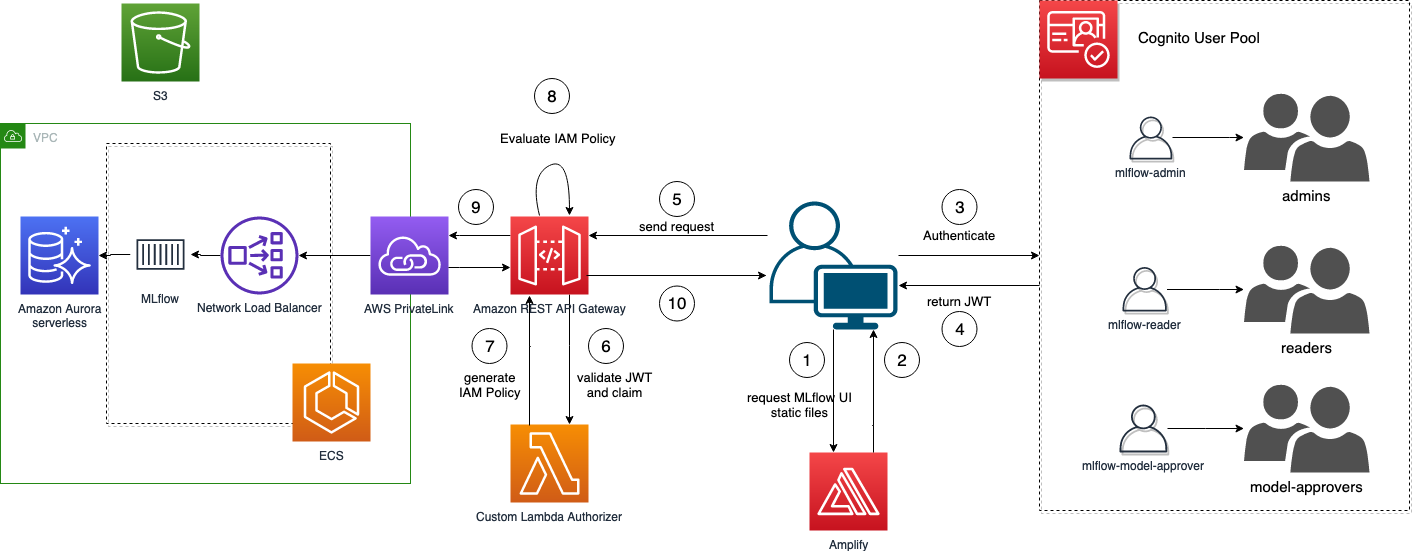 S3
VPC
Amazon Aurora
serverless
MLflow
Network Load Balancer
ECS
AWS PrivateLink
8
Evaluate IAM Policy
9
Amazon REST API Gateway
7
generate
IAM Policy
6
validate JWT
and claim
Custom Lambda Authorizer
5
send request
10
1
request MLflow UI
static files
2
Amplify
3
Authenticate
return JWT
4
Cognito User Pool
mlflow-admin
admins
mlflow-reader
readers
mlflow-model-approver
model-approvers